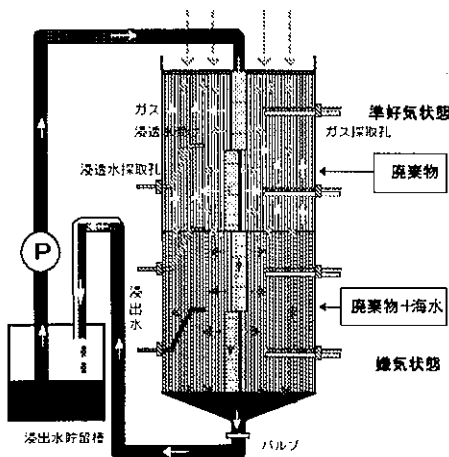 ガス
浸透水
浸透水採取孔
準好気状態
ガス採取孔
廃棄物
P
浸出水
廃棄物+海水
嫌気状態
浸出水貯留槽
バルブ